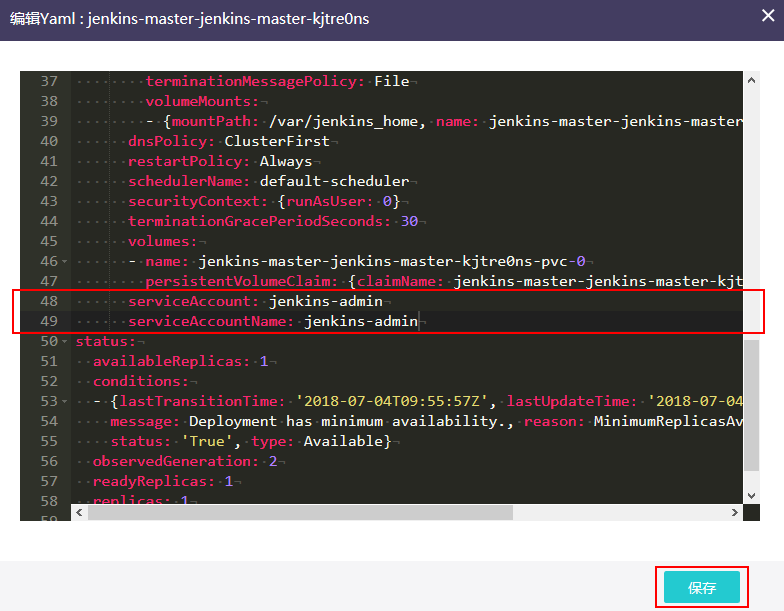 编辑Yaml : jenkins-master-jenkins-master-kjtre0ns
37 terminationMessagePolicy: File
38 volumeMounts:
39 - {mountPath: /var/jenkins_home, name: jenkins-master-jenkins-master
40 dnsPolicy: ClusterFirst
41 restartPolicy: Always
42 schedulerName: default-scheduler
43 securityContext: {runAsUser: 0}
44 terminationGracePeriodSeconds: 30
45 volumes:
46 - name: jenkins-master-jenkins-master-kjtre0ns-pvc-0
47 persistentVolumeClaim: {claimName: jenkins-master-jenkins-master-kjt
48 serviceAccount: jenkins-admin
49 serviceAccountName: jenkins-admin
50 status:
51 availableReplicas: 1
52 conditions:
53 - {lastTransitionTime: '2018-07-04T09:55:57Z', lastUpdateTime: '2018-07-04
54 message: Deployment has minimum availability., reason: MinimumReplicasAv
55 status: 'True', type: Available}
56 observedGeneration: 2
57 readyReplicas: 1
58 replicas: 1
59
保存